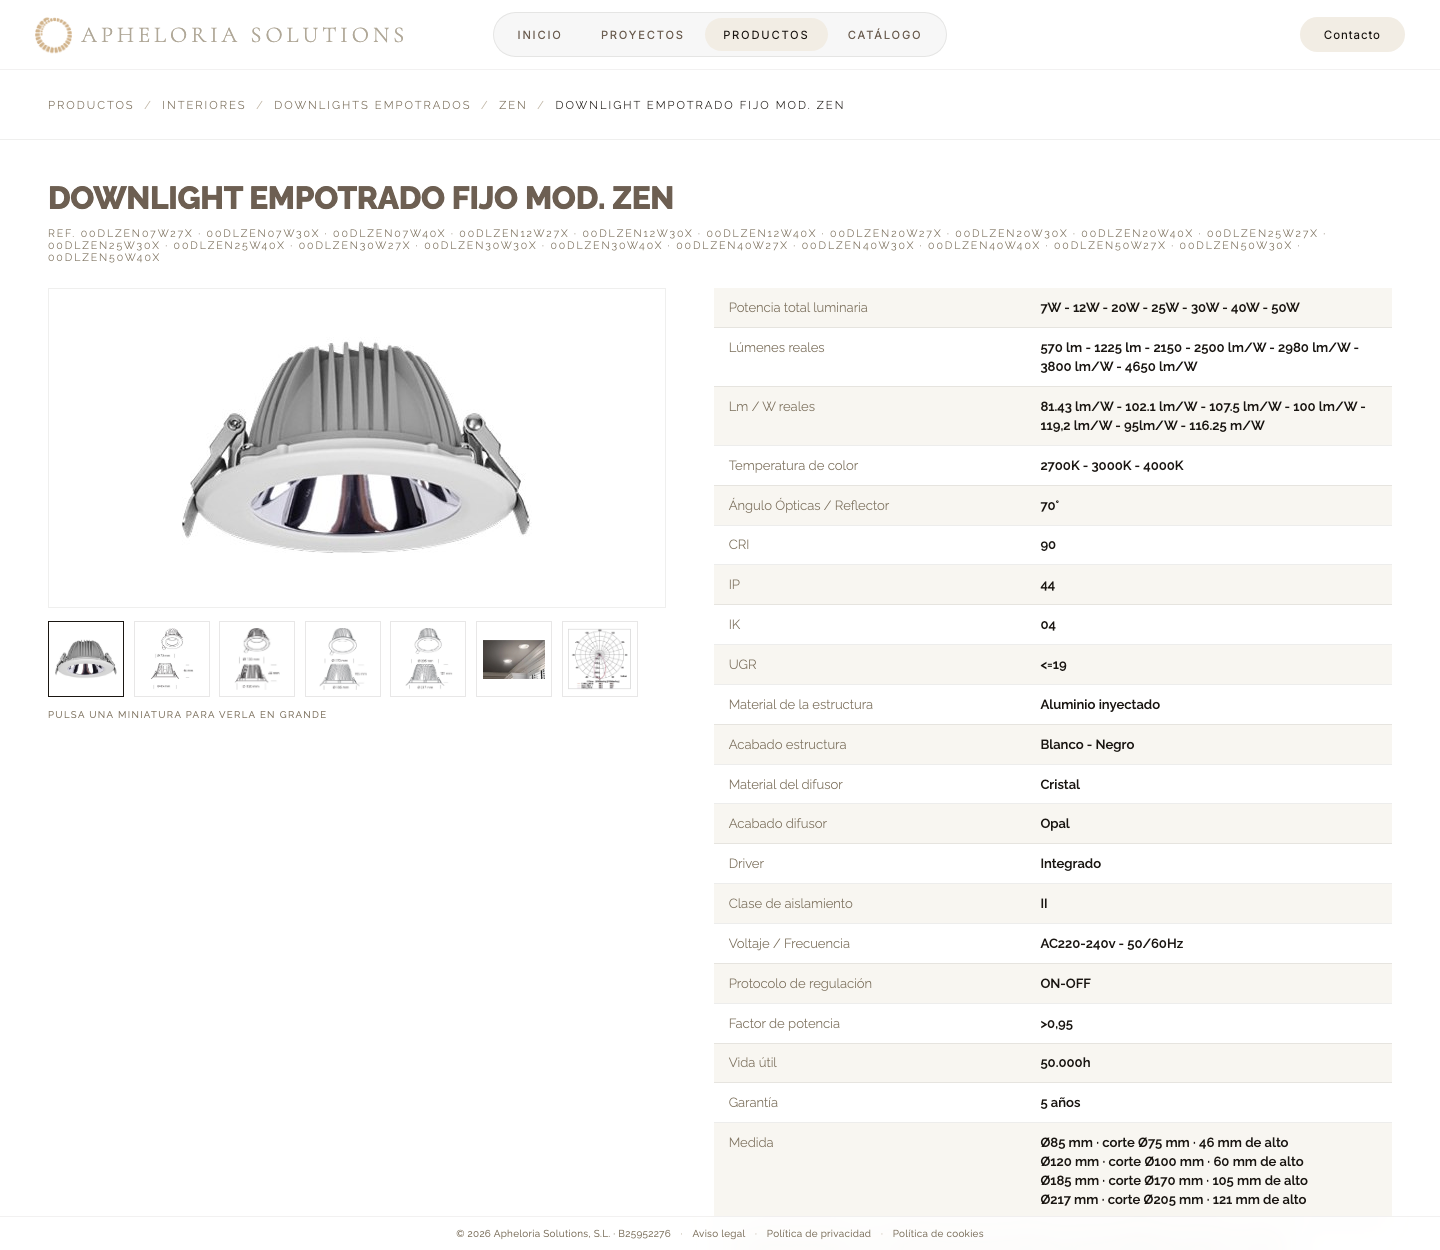 APHELORIA SOLUTIONS
INICIO PROYECTOS PRODUCTOS CATÁLOGO
Contacto
PRODUCTOS / INTERIORES / DOWNLIGHTS EMPOTRADOS / ZEN / DOWNLIGHT EMPOTRADO FIJO MOD. ZEN
DOWNLIGHT EMPOTRADO FIJO MOD. ZEN
REF. 00DLZEN07W27X · 00DLZEN07W30X · 00DLZEN07W40X · 00DLZEN12W27X · 00DLZEN12W30X · 00DLZEN12W40X · 00DLZEN20W27X · 00DLZEN20W30X · 00DLZEN20W40X · 00DLZEN25W27X ·
00DLZEN25W30X · 00DLZEN25W40X · 00DLZEN30W27X · 00DLZEN30W30X · 00DLZEN30W40X · 00DLZEN40W27X · 00DLZEN40W30X · 00DLZEN40W40X · 00DLZEN50W27X · 00DLZEN50W30X ·
00DLZEN50W40X
PULSA UNA MINIATURA PARA VERLA EN GRANDE
Potencia total luminaria 7W - 12W - 20W - 25W - 30W - 40W - 50W
Lúmenes reales 570 lm - 1225 lm - 2150 - 2500 lm/W - 2980 lm/W -
3800 lm/W - 4650 lm/W
Lm / W reales 81.43 lm/W - 102.1 lm/W - 107.5 lm/W - 100 lm/W -
119,2 lm/W - 95lm/W - 116.25 m/W
Temperatura de color 2700K - 3000K - 4000K
Ángulo Ópticas / Reflector 70°
CRI 90
IP 44
IK 04
UGR <=19
Material de la estructura Aluminio inyectado
Acabado estructura Blanco - Negro
Material del difusor Cristal
Acabado difusor Opal
Driver Integrado
Clase de aislamiento II
Voltaje / Frecuencia AC220-240v - 50/60Hz
Protocolo de regulación ON-OFF
Factor de potencia >0,95
Vida útil 50.000h
Garantía 5 años
Medida Ø85 mm · corte Ø75 mm · 46 mm de alto
Ø120 mm · corte Ø100 mm · 60 mm de alto
Ø185 mm · corte Ø170 mm · 105 mm de alto
Ø217 mm · corte Ø205 mm · 121 mm de alto
© 2026 Apheloria Solutions, S.L. · B25952276 · Aviso legal · Política de privacidad · Política de cookies